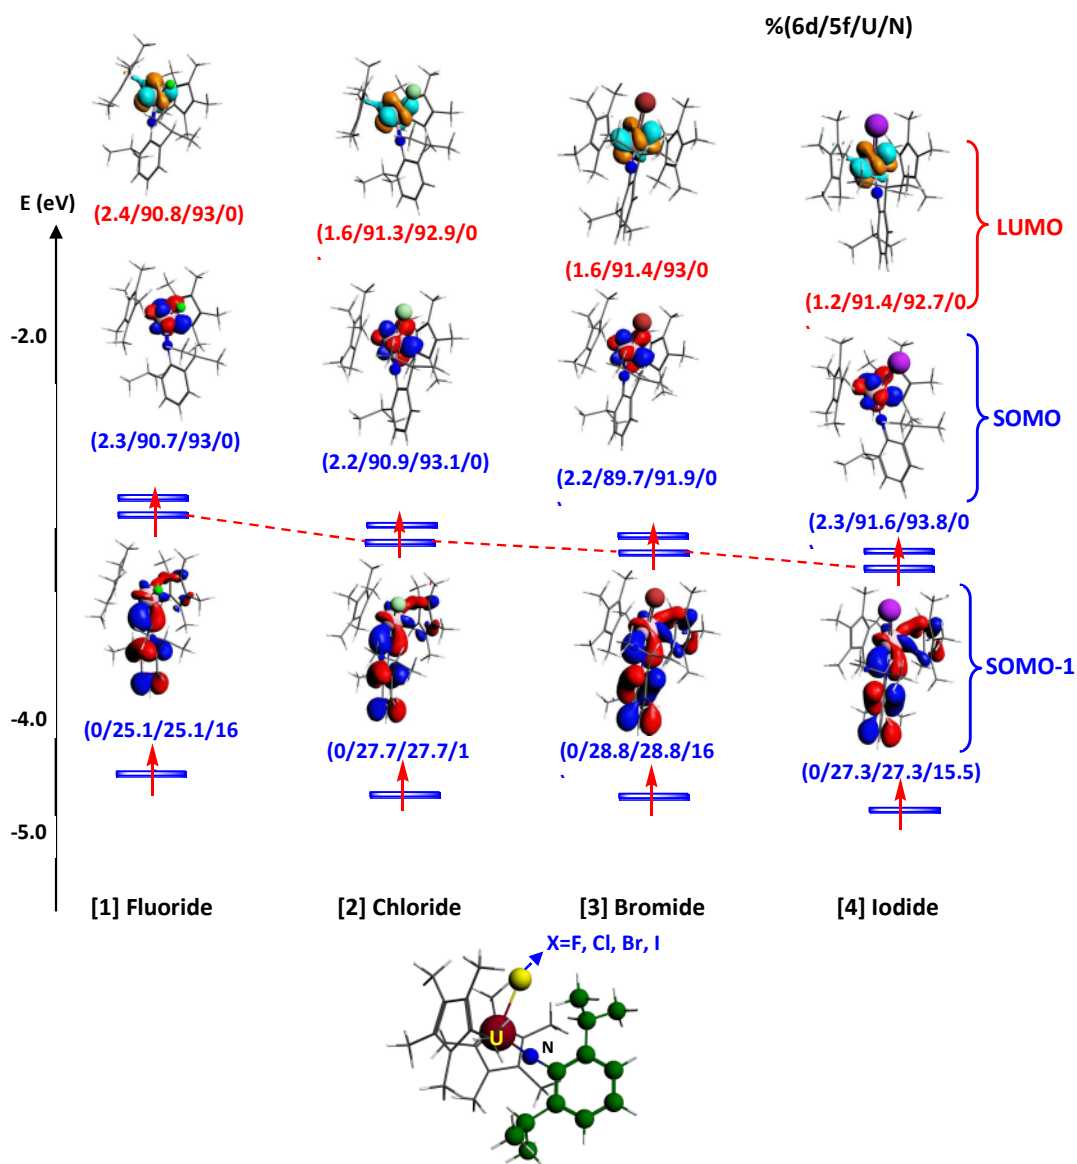 %(6d/5f/U/N)
E (eV)
(2.4/90.8/93/0)
(1.6/91.3/92.9/0
(1.6/91.4/93/0
(1.2/91.4/92.7/0
LUMO
-2.0
(2.3/90.7/93/0)
(2.2/90.9/93.1/0)
(2.2/89.7/91.9/0
(2.3/91.6/93.8/0
SOMO
(0/25.1/25.1/16
(0/27.7/27.7/1
(0/28.8/28.8/16
(0/27.3/27.3/15.5)
SOMO-1
-4.0
-5.0
[1] Fluoride
[2] Chloride
[3] Bromide
[4] Iodide
X=F, Cl, Br, I
U
N